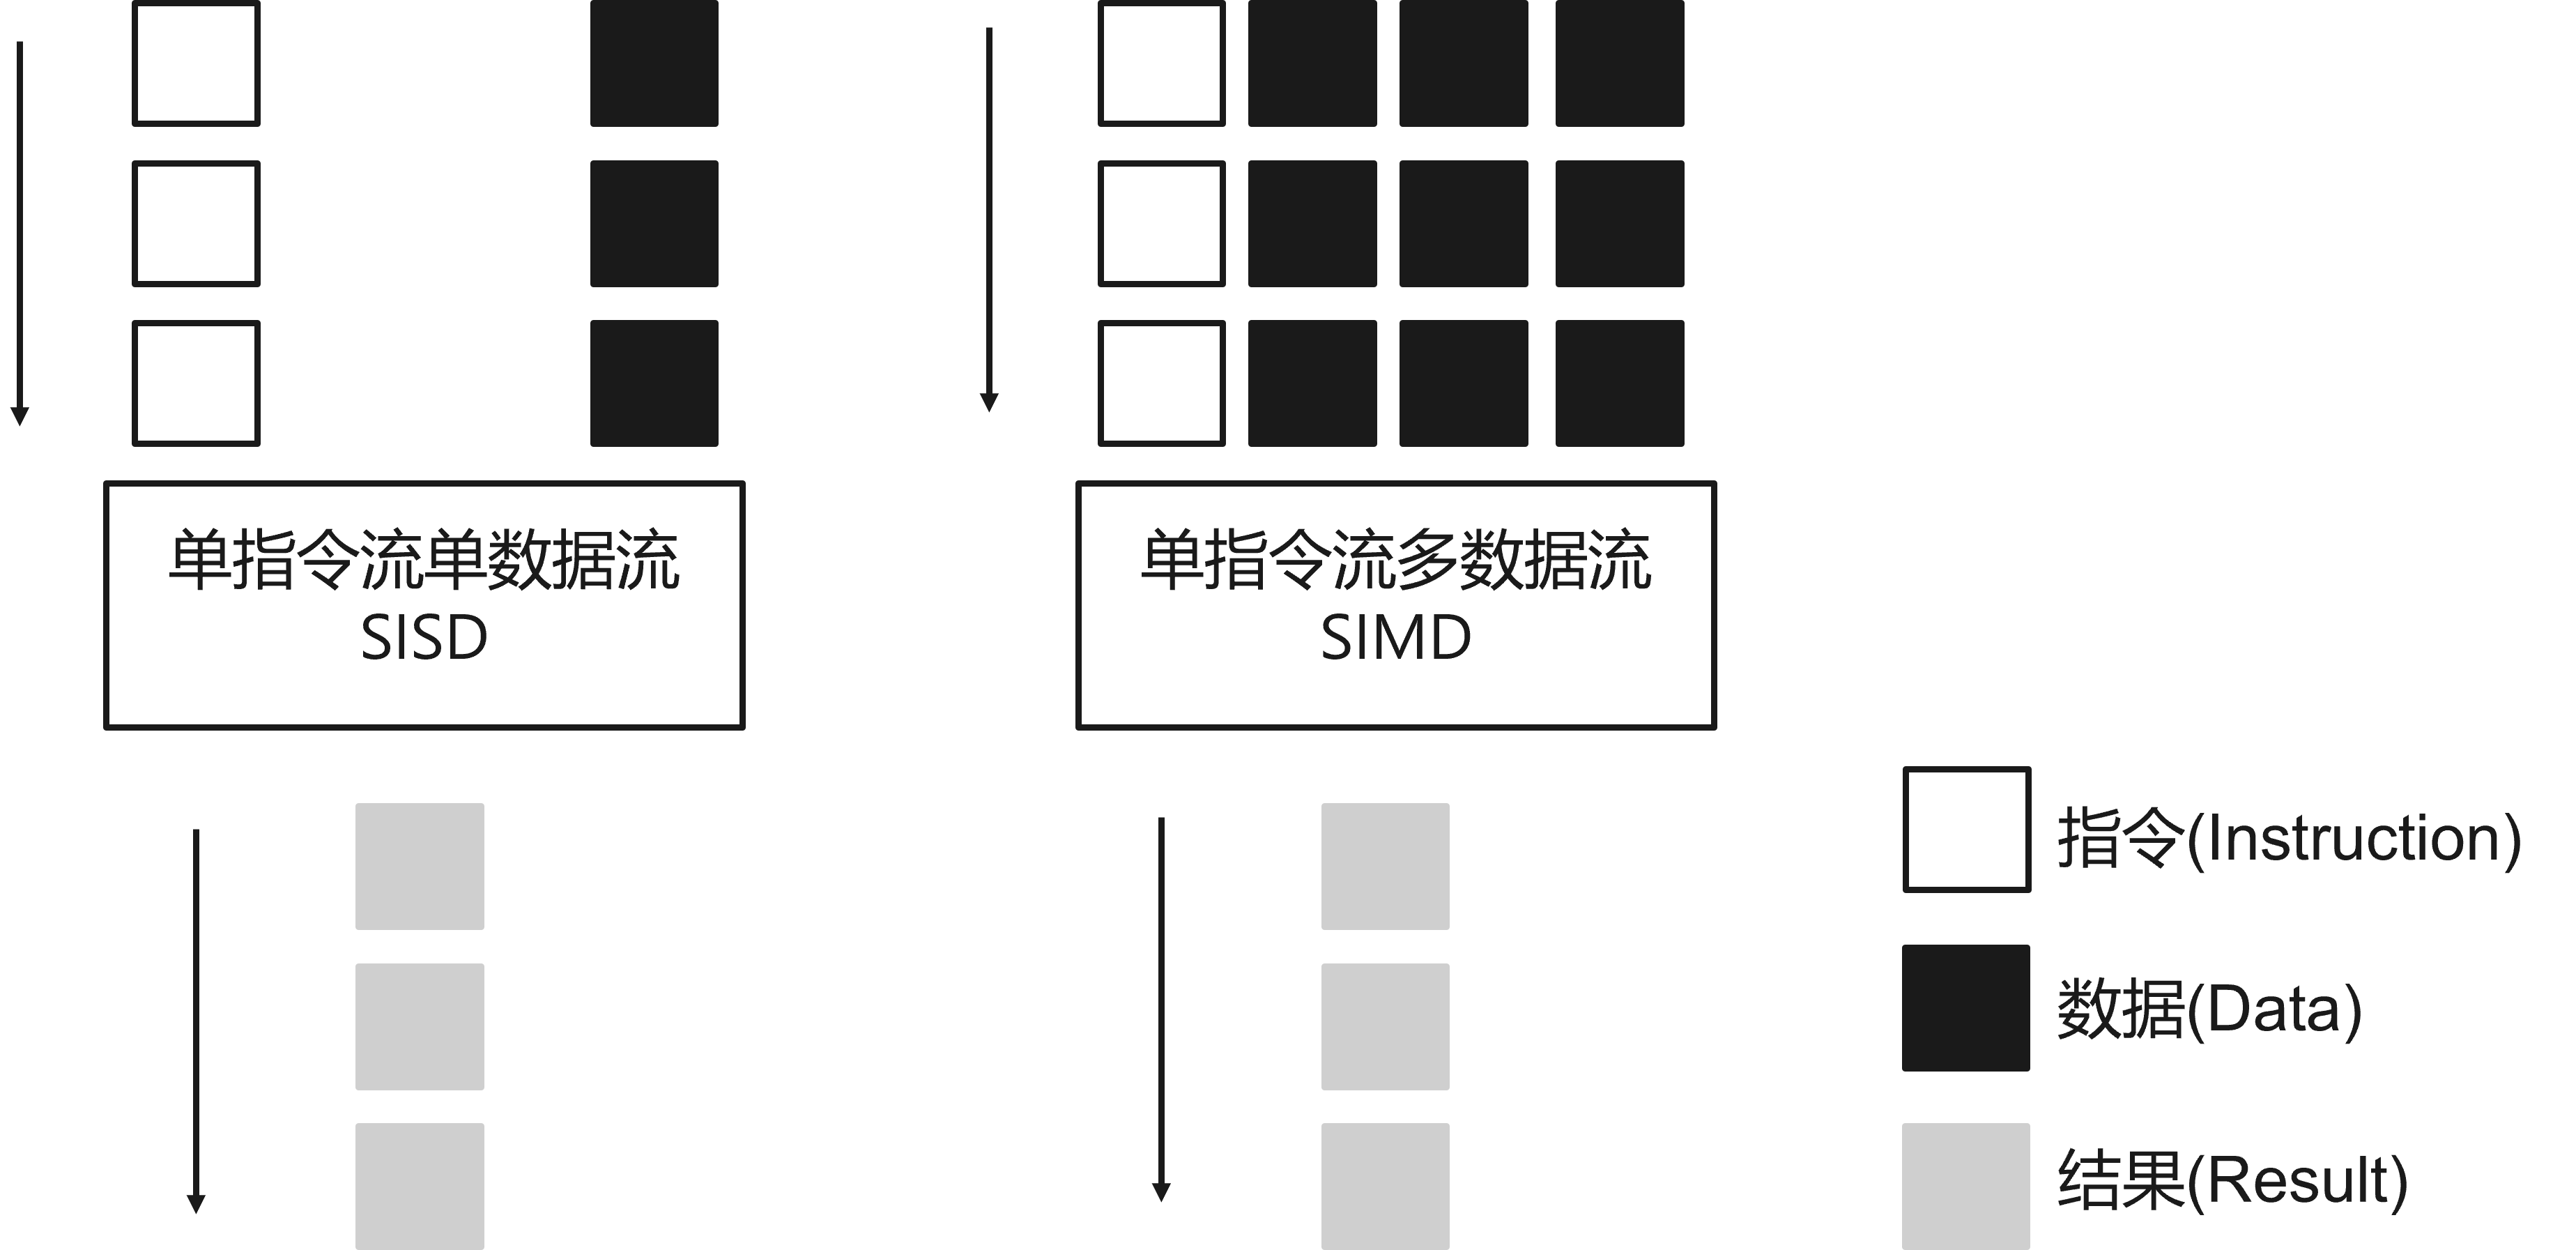 单指令流单数据流
SISD
单指令流多数据流
SIMD
指令(Instruction)
数据(Data)
结果(Result)